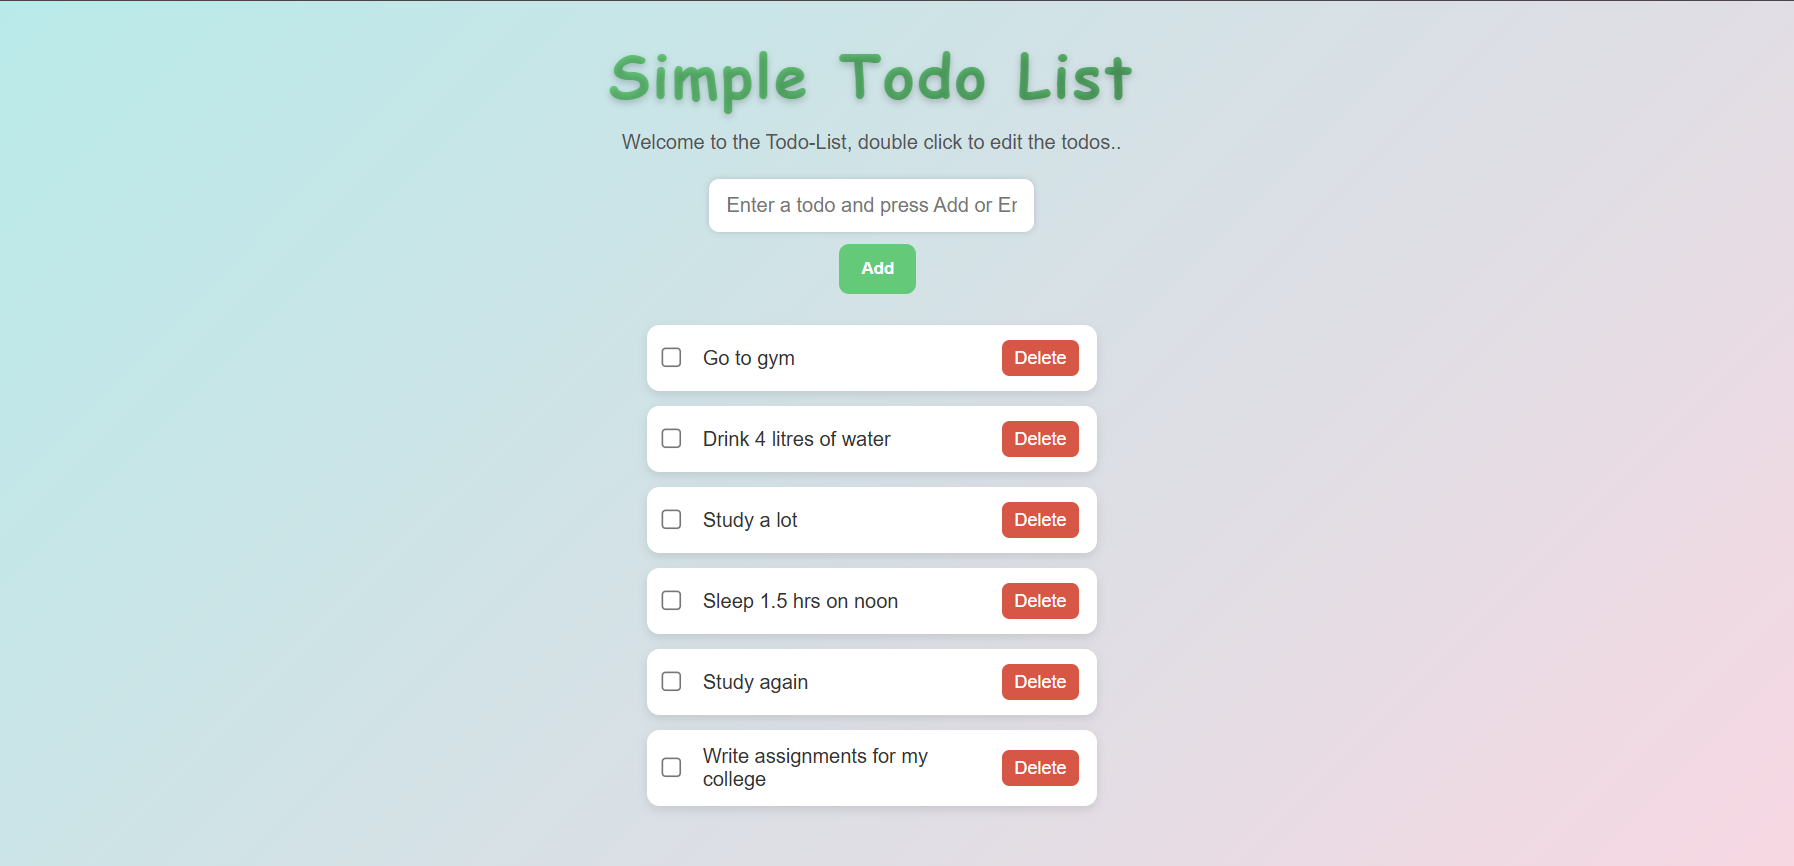 Simple Todo List
Welcome to the Todo-List, double click to edit the todos..
Enter a todo and press Add or Er
Add
Go to gym
Delete
Drink 4 litres of water
Delete
Study a lot
Delete
Sleep 1.5 hrs on noon
Delete
Study again
Delete
Write assignments for my
college
Delete